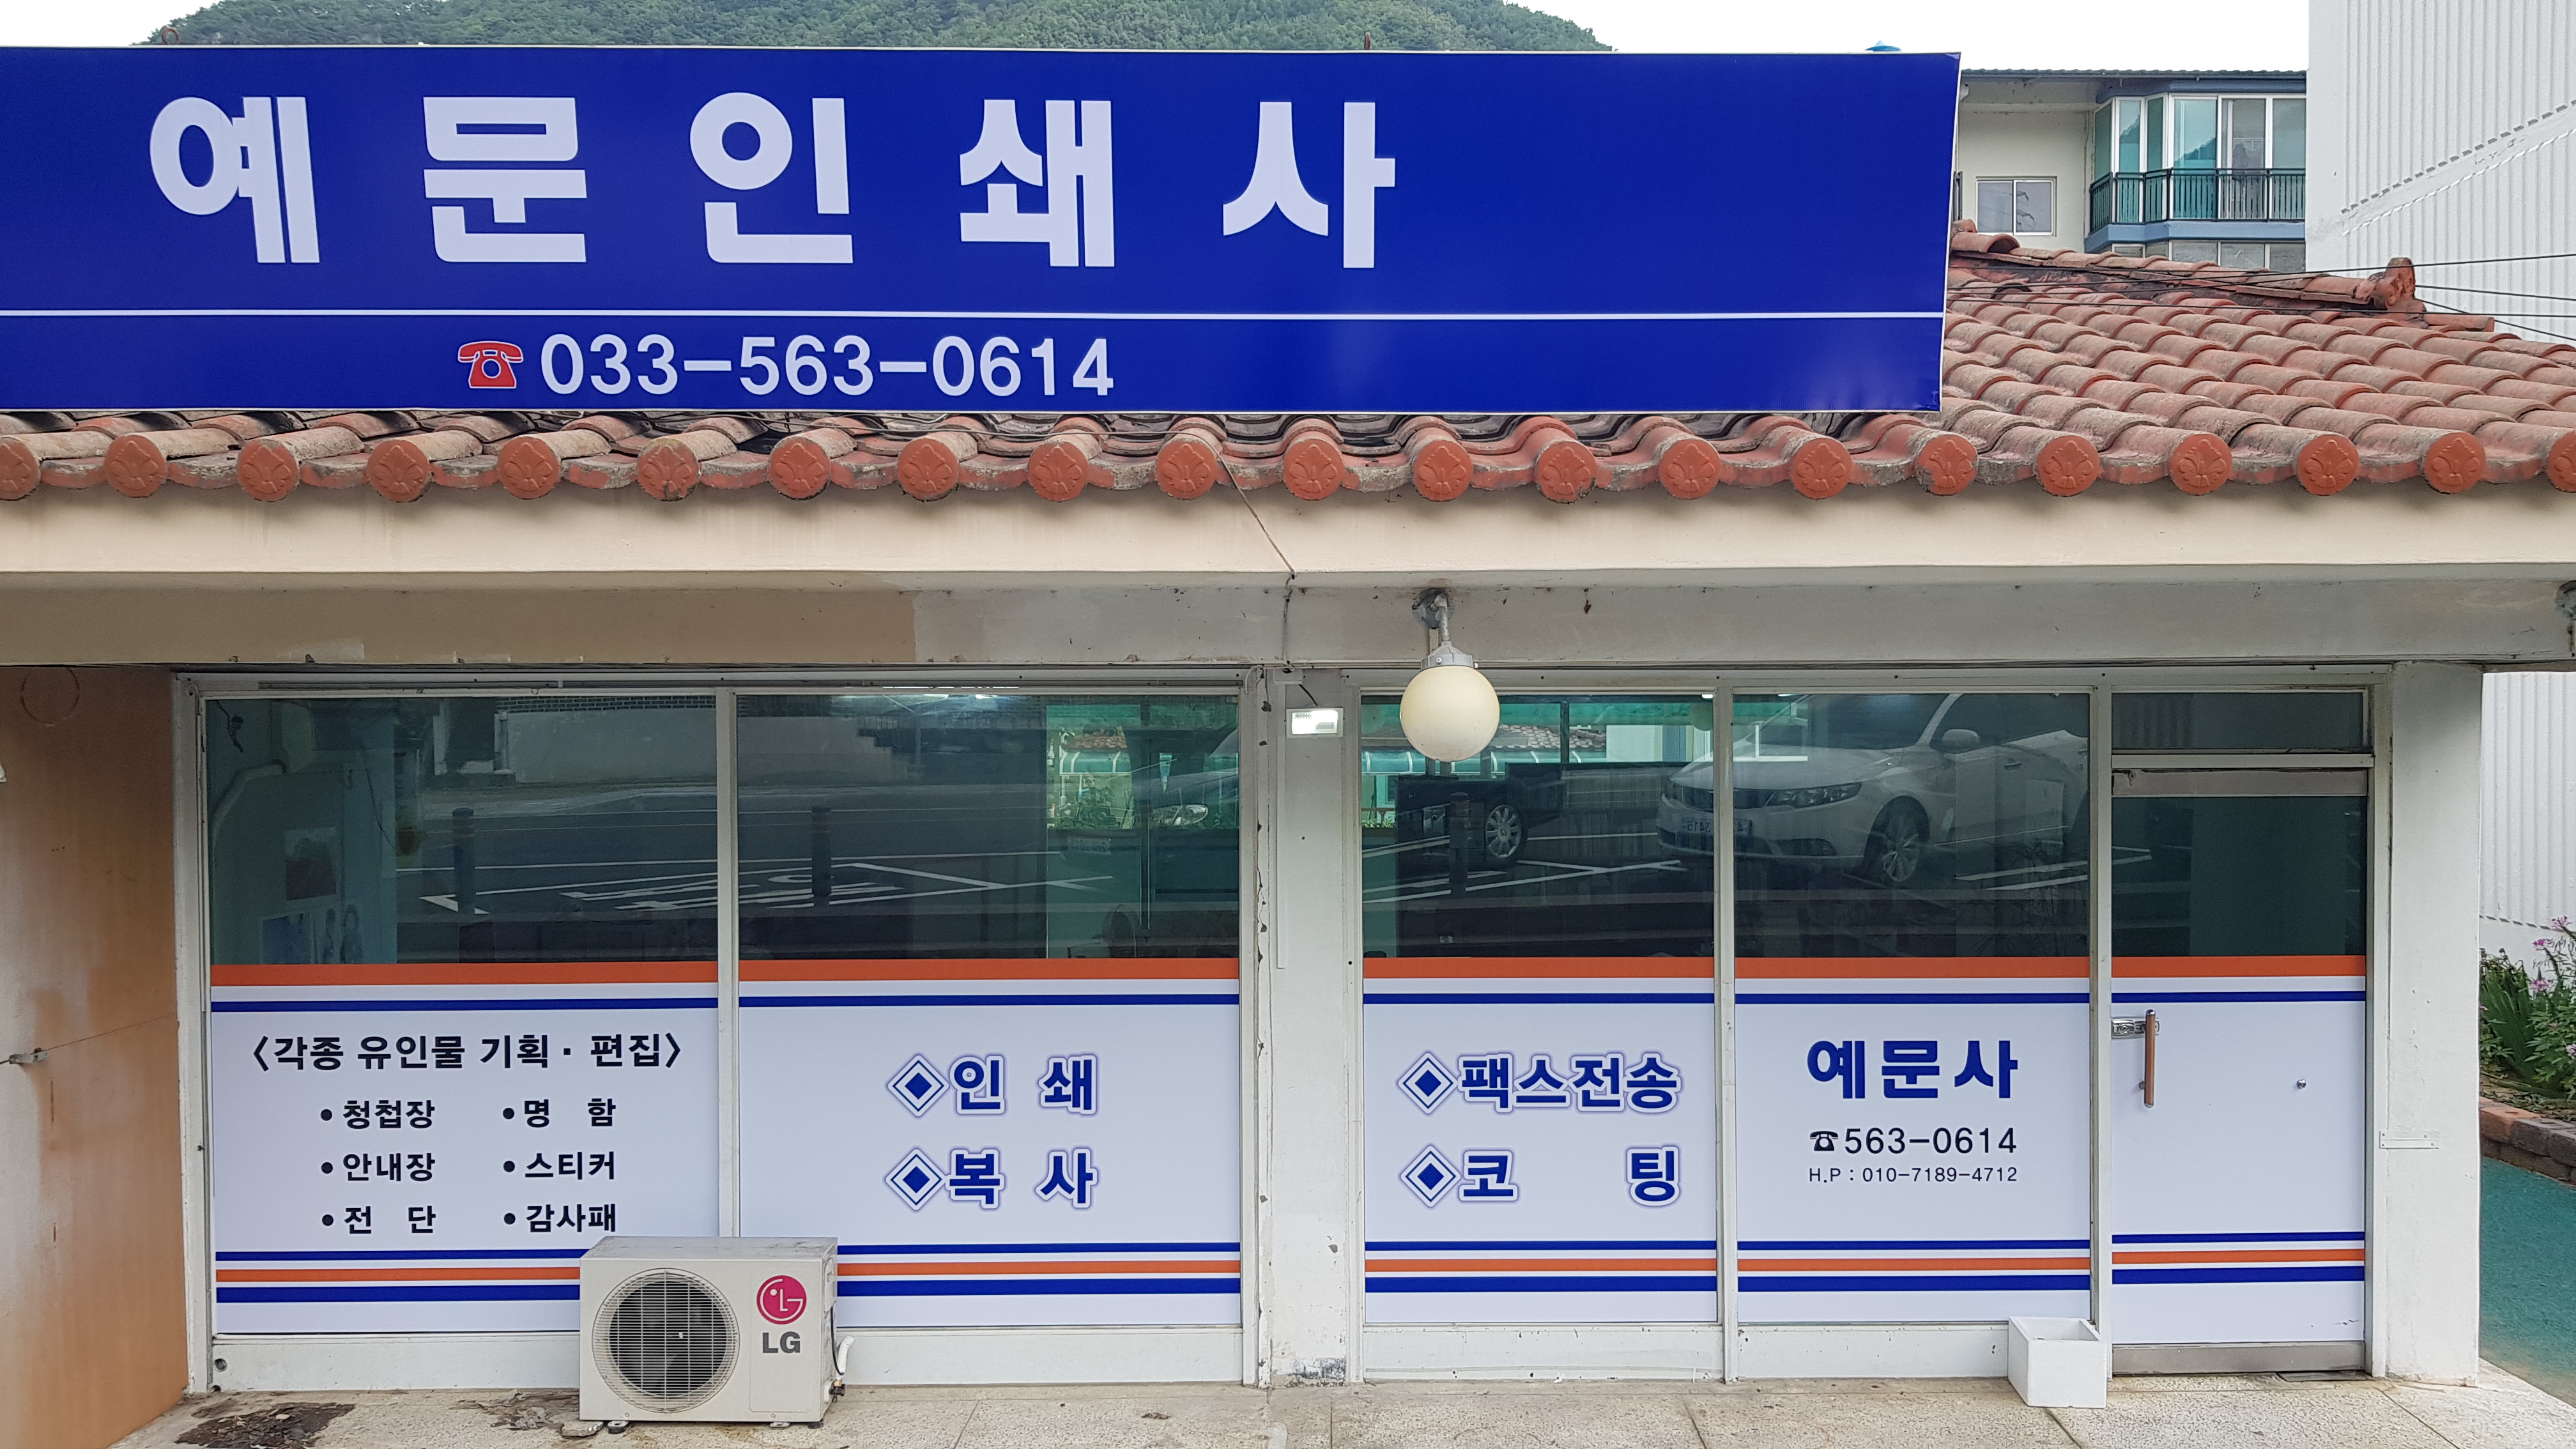 예문인쇄사
☎033-563-0614
〈각종 유인물 기획 · 편집〉
• 청첩장 • 명 함
• 안내장 • 스티커
• 전 단 • 감사패
◈인 쇄
◈복 사
◈팩스전송
◈코 팅
예문사
☎563-0614
H.P : 010-7189-4712
LG
LG